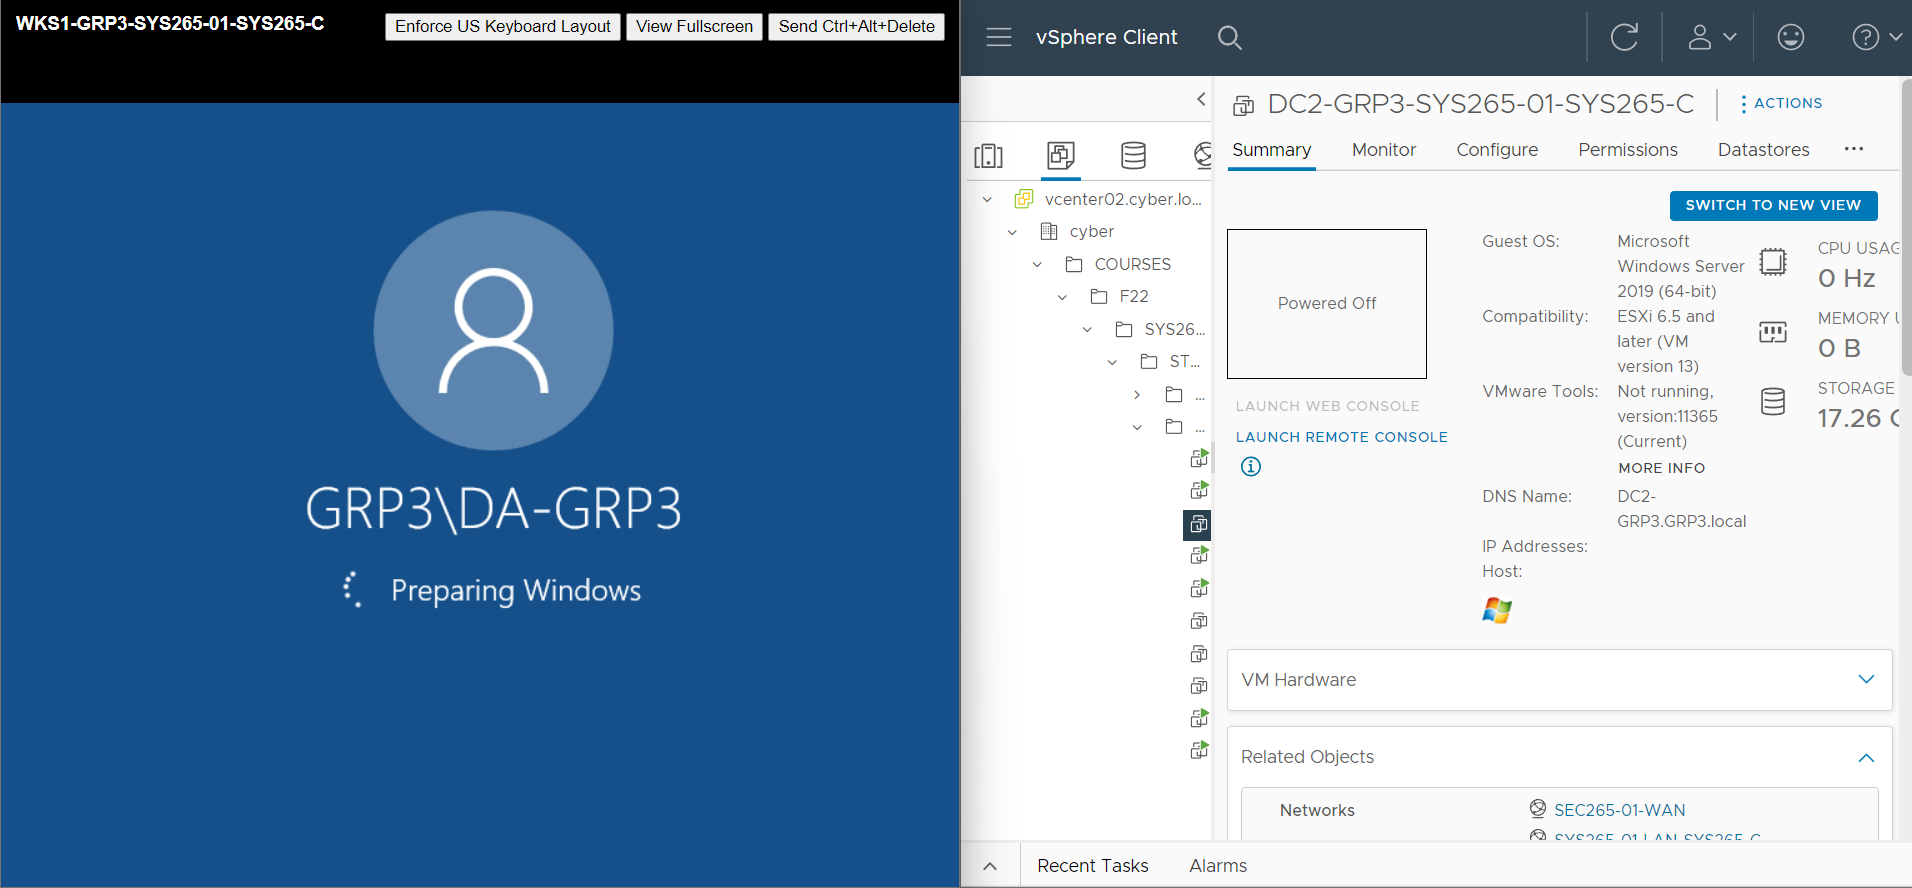 WKS1-GRP3-SYS265-01-SYS265-C
Enforce US Keyboard Layout
View Fullscreen
Send Ctrl+Alt+Delete
GRP3\DA-GRP3
Preparing Windows
vSphere Client
vcenter02.cyber.lo...
cyber
COURSES
F22
SYS26...
ST...
...
...
DC2-GRP3-SYS265-01-SYS265-C
ACTIONS
Summary
Monitor
Configure
Permissions
Datastores
...
SWITCH TO NEW VIEW
Powered Off
LAUNCH WEB CONSOLE
LAUNCH REMOTE CONSOLE
Guest OS:
Microsoft
Windows Server
2019 (64-bit)
Compatibility:
ESXi 6.5 and
later (VM
version 13)
VMware Tools:
Not running,
version:11365
(Current)
MORE INFO
DNS Name:
DC2-
GRP3.GRP3.local
IP Addresses:
Host:
CPU USAG
0 Hz
MEMORY U
0 B
STORAGE
17.26
VM Hardware
Related Objects
Networks
SEC265-01-WAN
SYS265-01-LAN-SYS265-C
Recent Tasks
Alarms